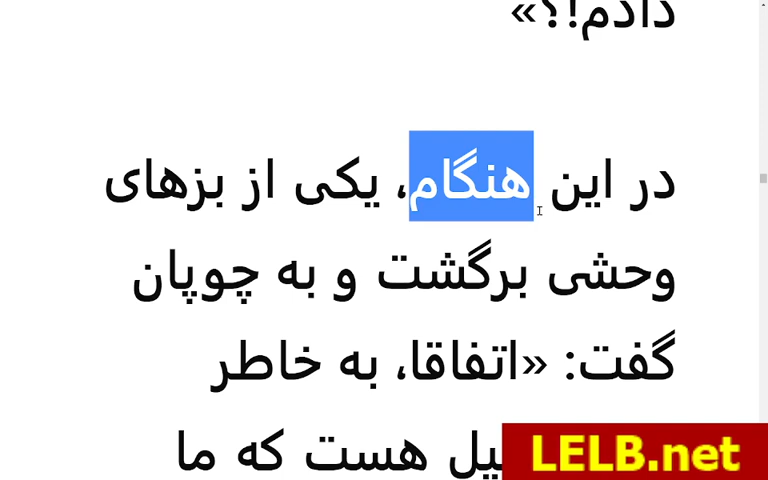 دادم!؟»
در این هنگام، یکی از بزهای
وحشی برگشت و به چوپان
گفت: «اتفاقا، به خاطر
هست که ما
LELB.net